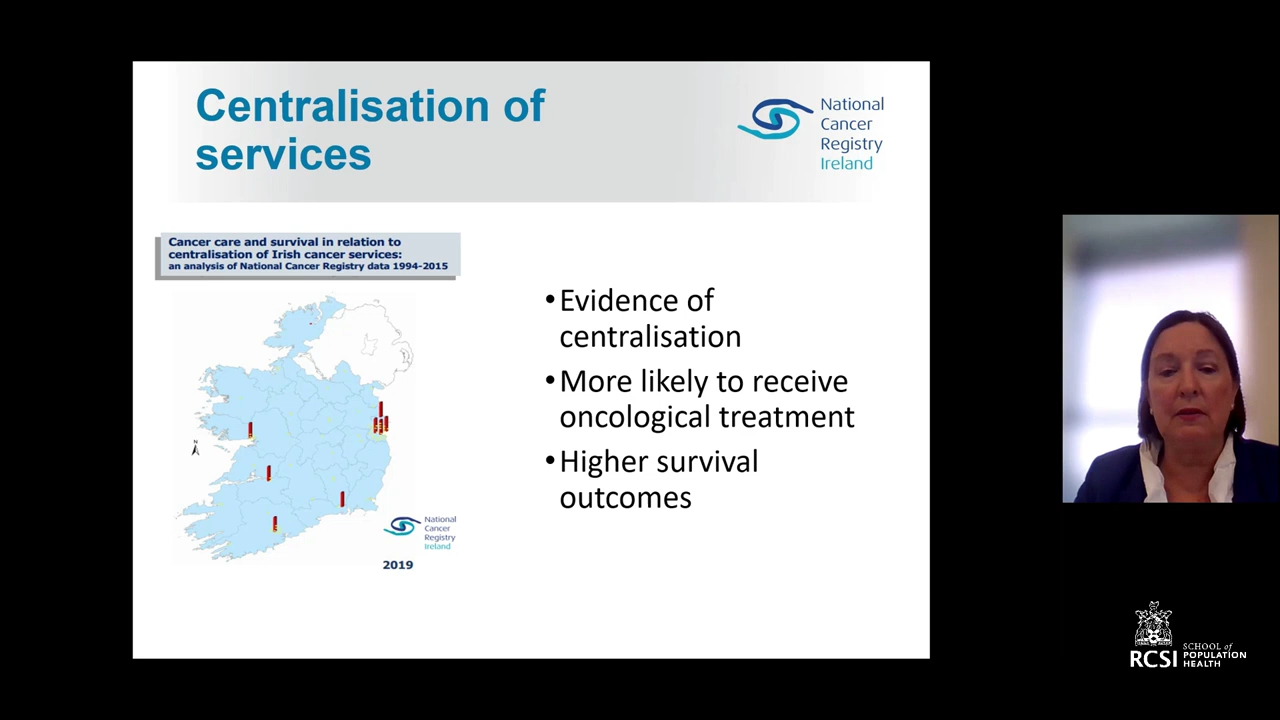 Centralisation of
services
National
Cancer
Registry
Ireland
Cancer care and survival in relation to
centralisation of Irish cancer services:
an analysis of National Cancer Registry data 1994-2015
N
National
Cancer
Registry
Ireland
2019
•Evidence of
centralisation
•More likely to receive
oncological treatment
•Higher survival
outcomes
RCSI
SCHOOL of
POPULATION
HEALTH